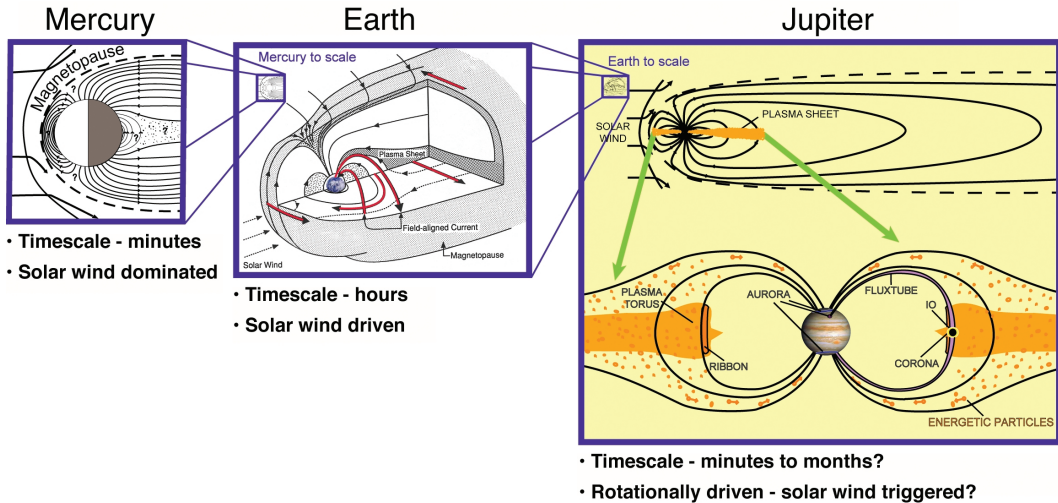 Mercury
Earth
Jupiter
Magnetopause
?
?
?
?
Mercury to scale
Plasma Sheet
Field-aligned Current
Magnetopause
Solar Wind
Earth to scale
SOLAR
WIND
PLASMA SHEET
PLASMA
TORUS
RIBBON
AURORA
FLUXTUBE
IO
CORONA
ENERGETIC PARTICLES
• Timescale - minutes
• Solar wind dominated
• Timescale - hours
• Solar wind driven
• Timescale - minutes to months?
• Rotationally driven - solar wind triggered?